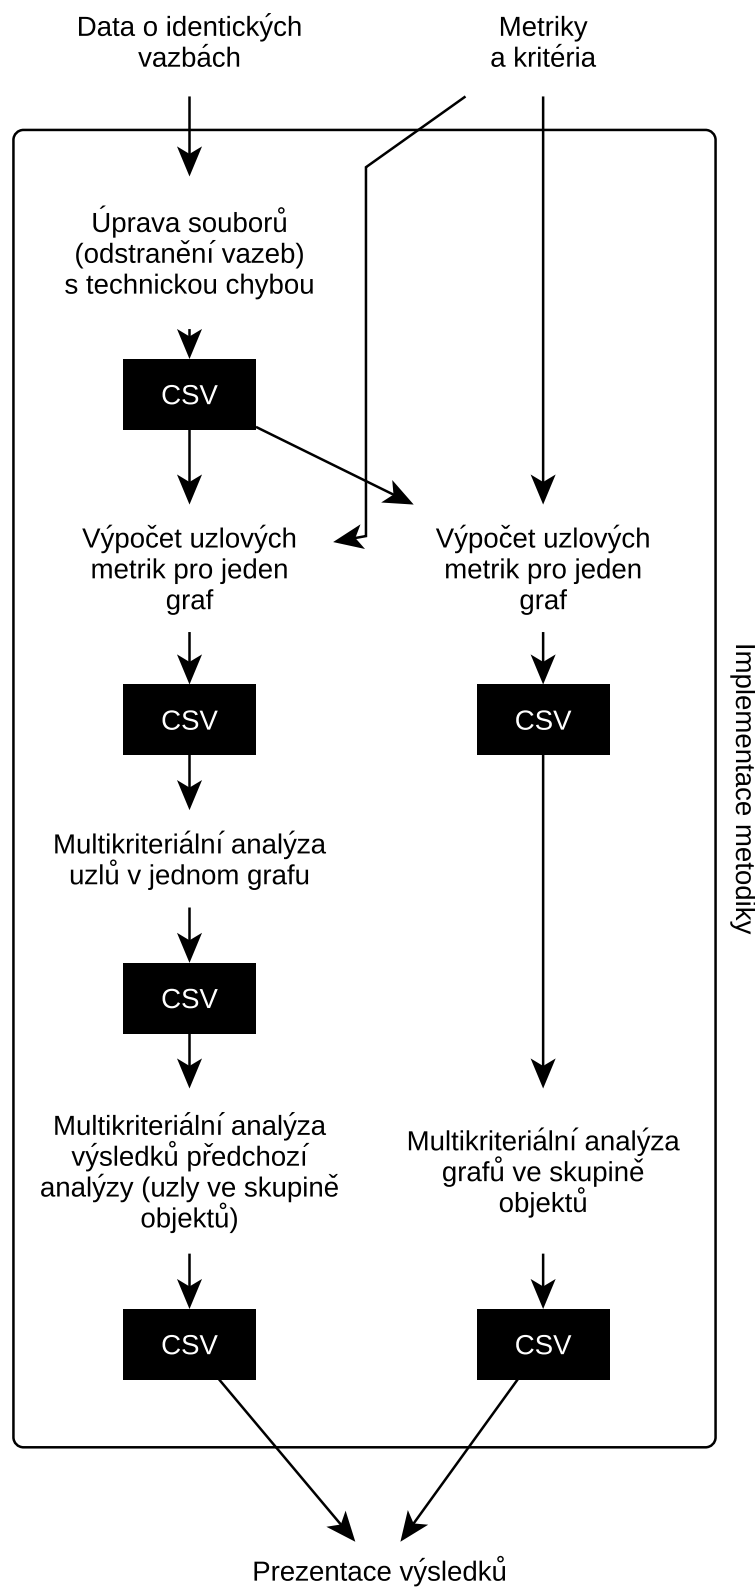 Data o identických
vazbách
Metriky
a kritéria
Úprava souborů
(odstranění vazeb)
s technickou chybou
CSV
Výpočet uzlových
metrik pro jeden
graf
Výpočet uzlových
metrik pro jeden
graf
CSV
CSV
Implementace metodiky
Multikriteriální analýza
uzlů v jednom grafu
CSV
Multikriteriální analýza
výsledků předchozí
analýzy (uzly ve skupině
objektů)
Multikriteriální analýza
grafů ve skupině
objektů
CSV
CSV
Prezentace výsledků